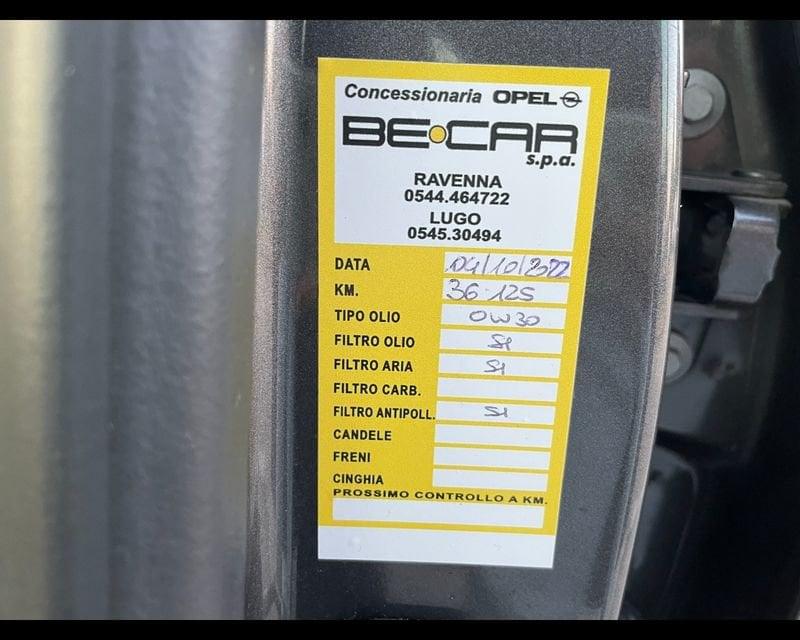 Concessionaria OPEL
BE CAR
s.p.a.
RAVENNA
0544.464722
LUGO
0545.30494
DATA 04/10/2022
KM. 36.125
TIPO OLIO 0W30
FILTRO OLIO SI
FILTRO ARIA SI
FILTRO CARB.
FILTRO ANTIPOLL. SI
CANDELE
FRENI
CINGHIA
PROSSIMO CONTROLLO A KM.